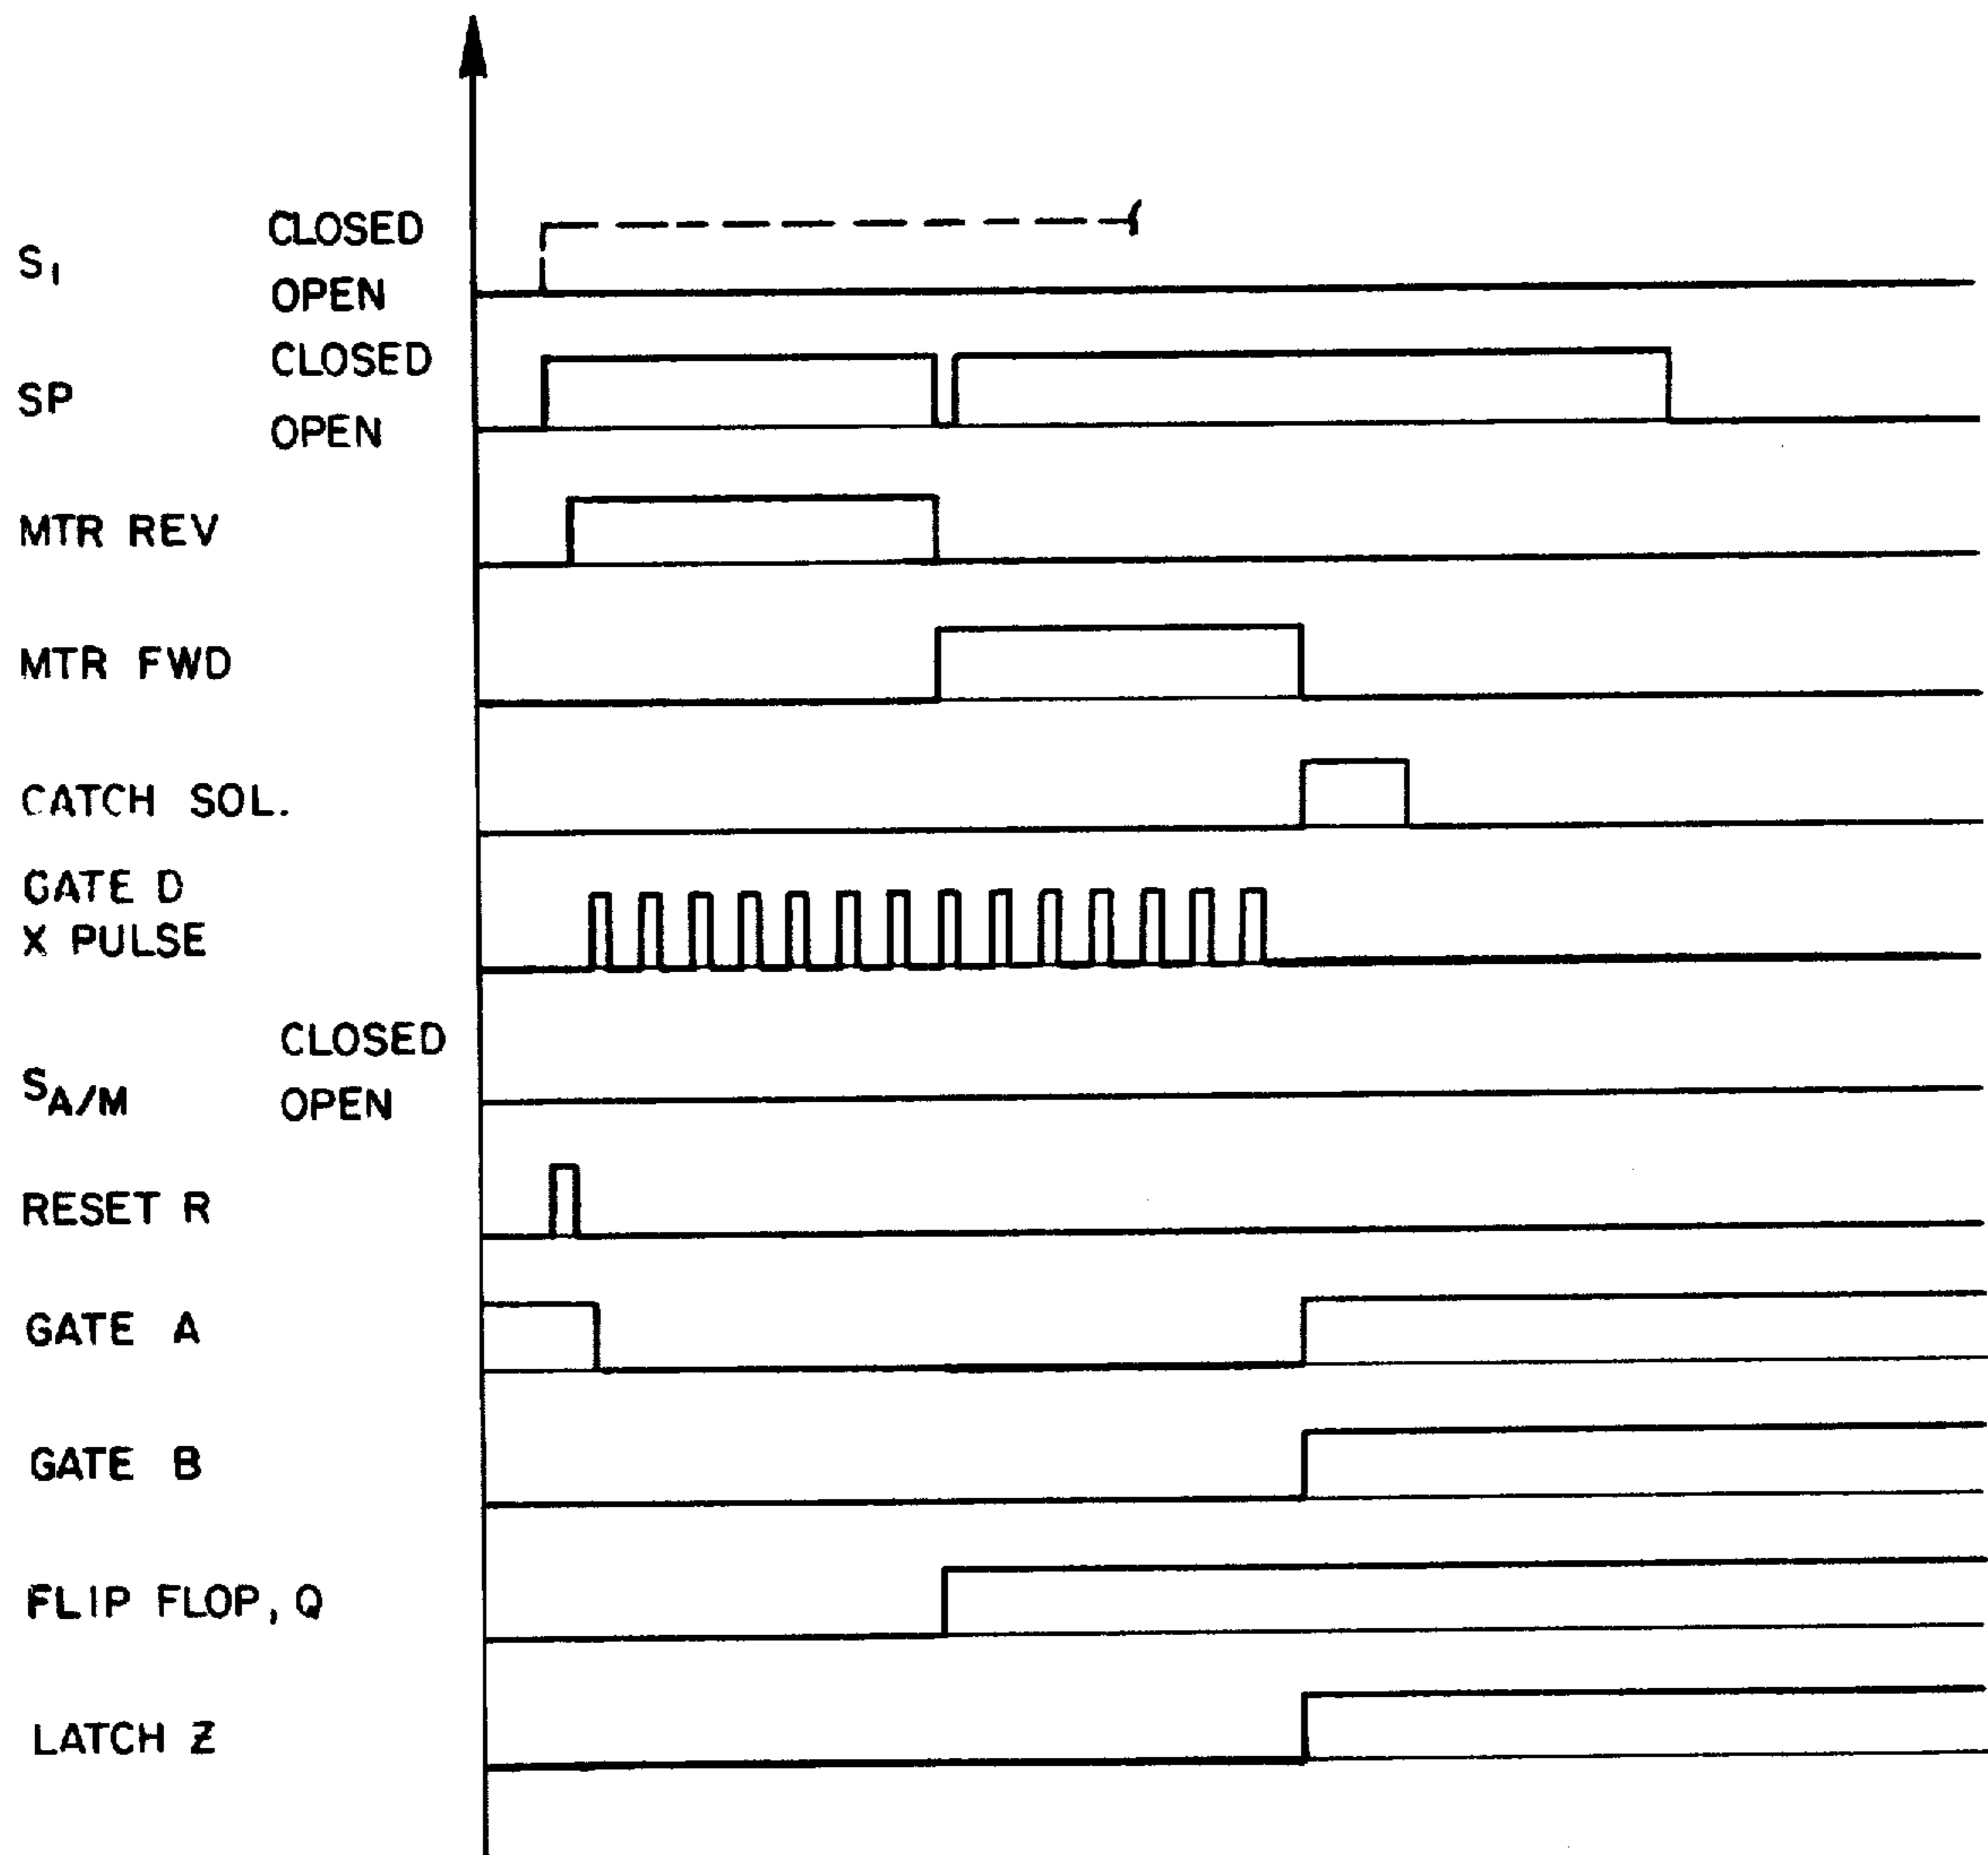 CLOSED
S1
OPEN
CLOSED
SP
OPEN
MTR REV
MTR FWD
CATCH SOL.
GATE D
X PULSE
CLOSED
SA/M
OPEN
RESET R
GATE A
GATE B
FLIP FLOP, Q
LATCH Z